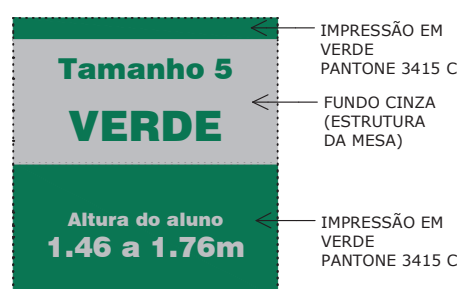 IMPRESSÃO EM
VERDE
PANTONE 3415 C
Tamanho 5
VERDE
FUNDO CINZA
(ESTRUTURA
DA MESA)
Altura do aluno
1.46 a 1.76m
IMPRESSÃO EM
VERDE
PANTONE 3415 C